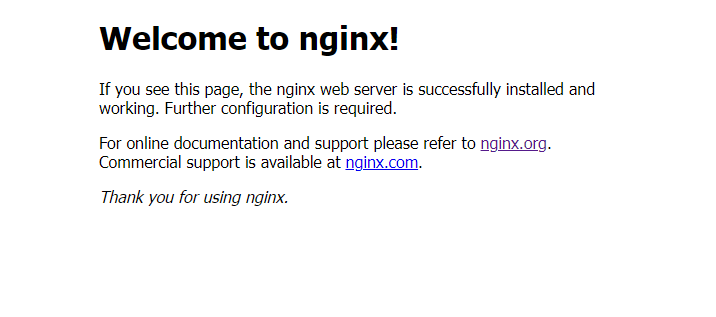 Welcome to nginx!
If you see this page, the nginx web server is successfully installed and
working. Further configuration is required.
For online documentation and support please refer to nginx.org.
Commercial support is available at nginx.com.
Thank you for using nginx.